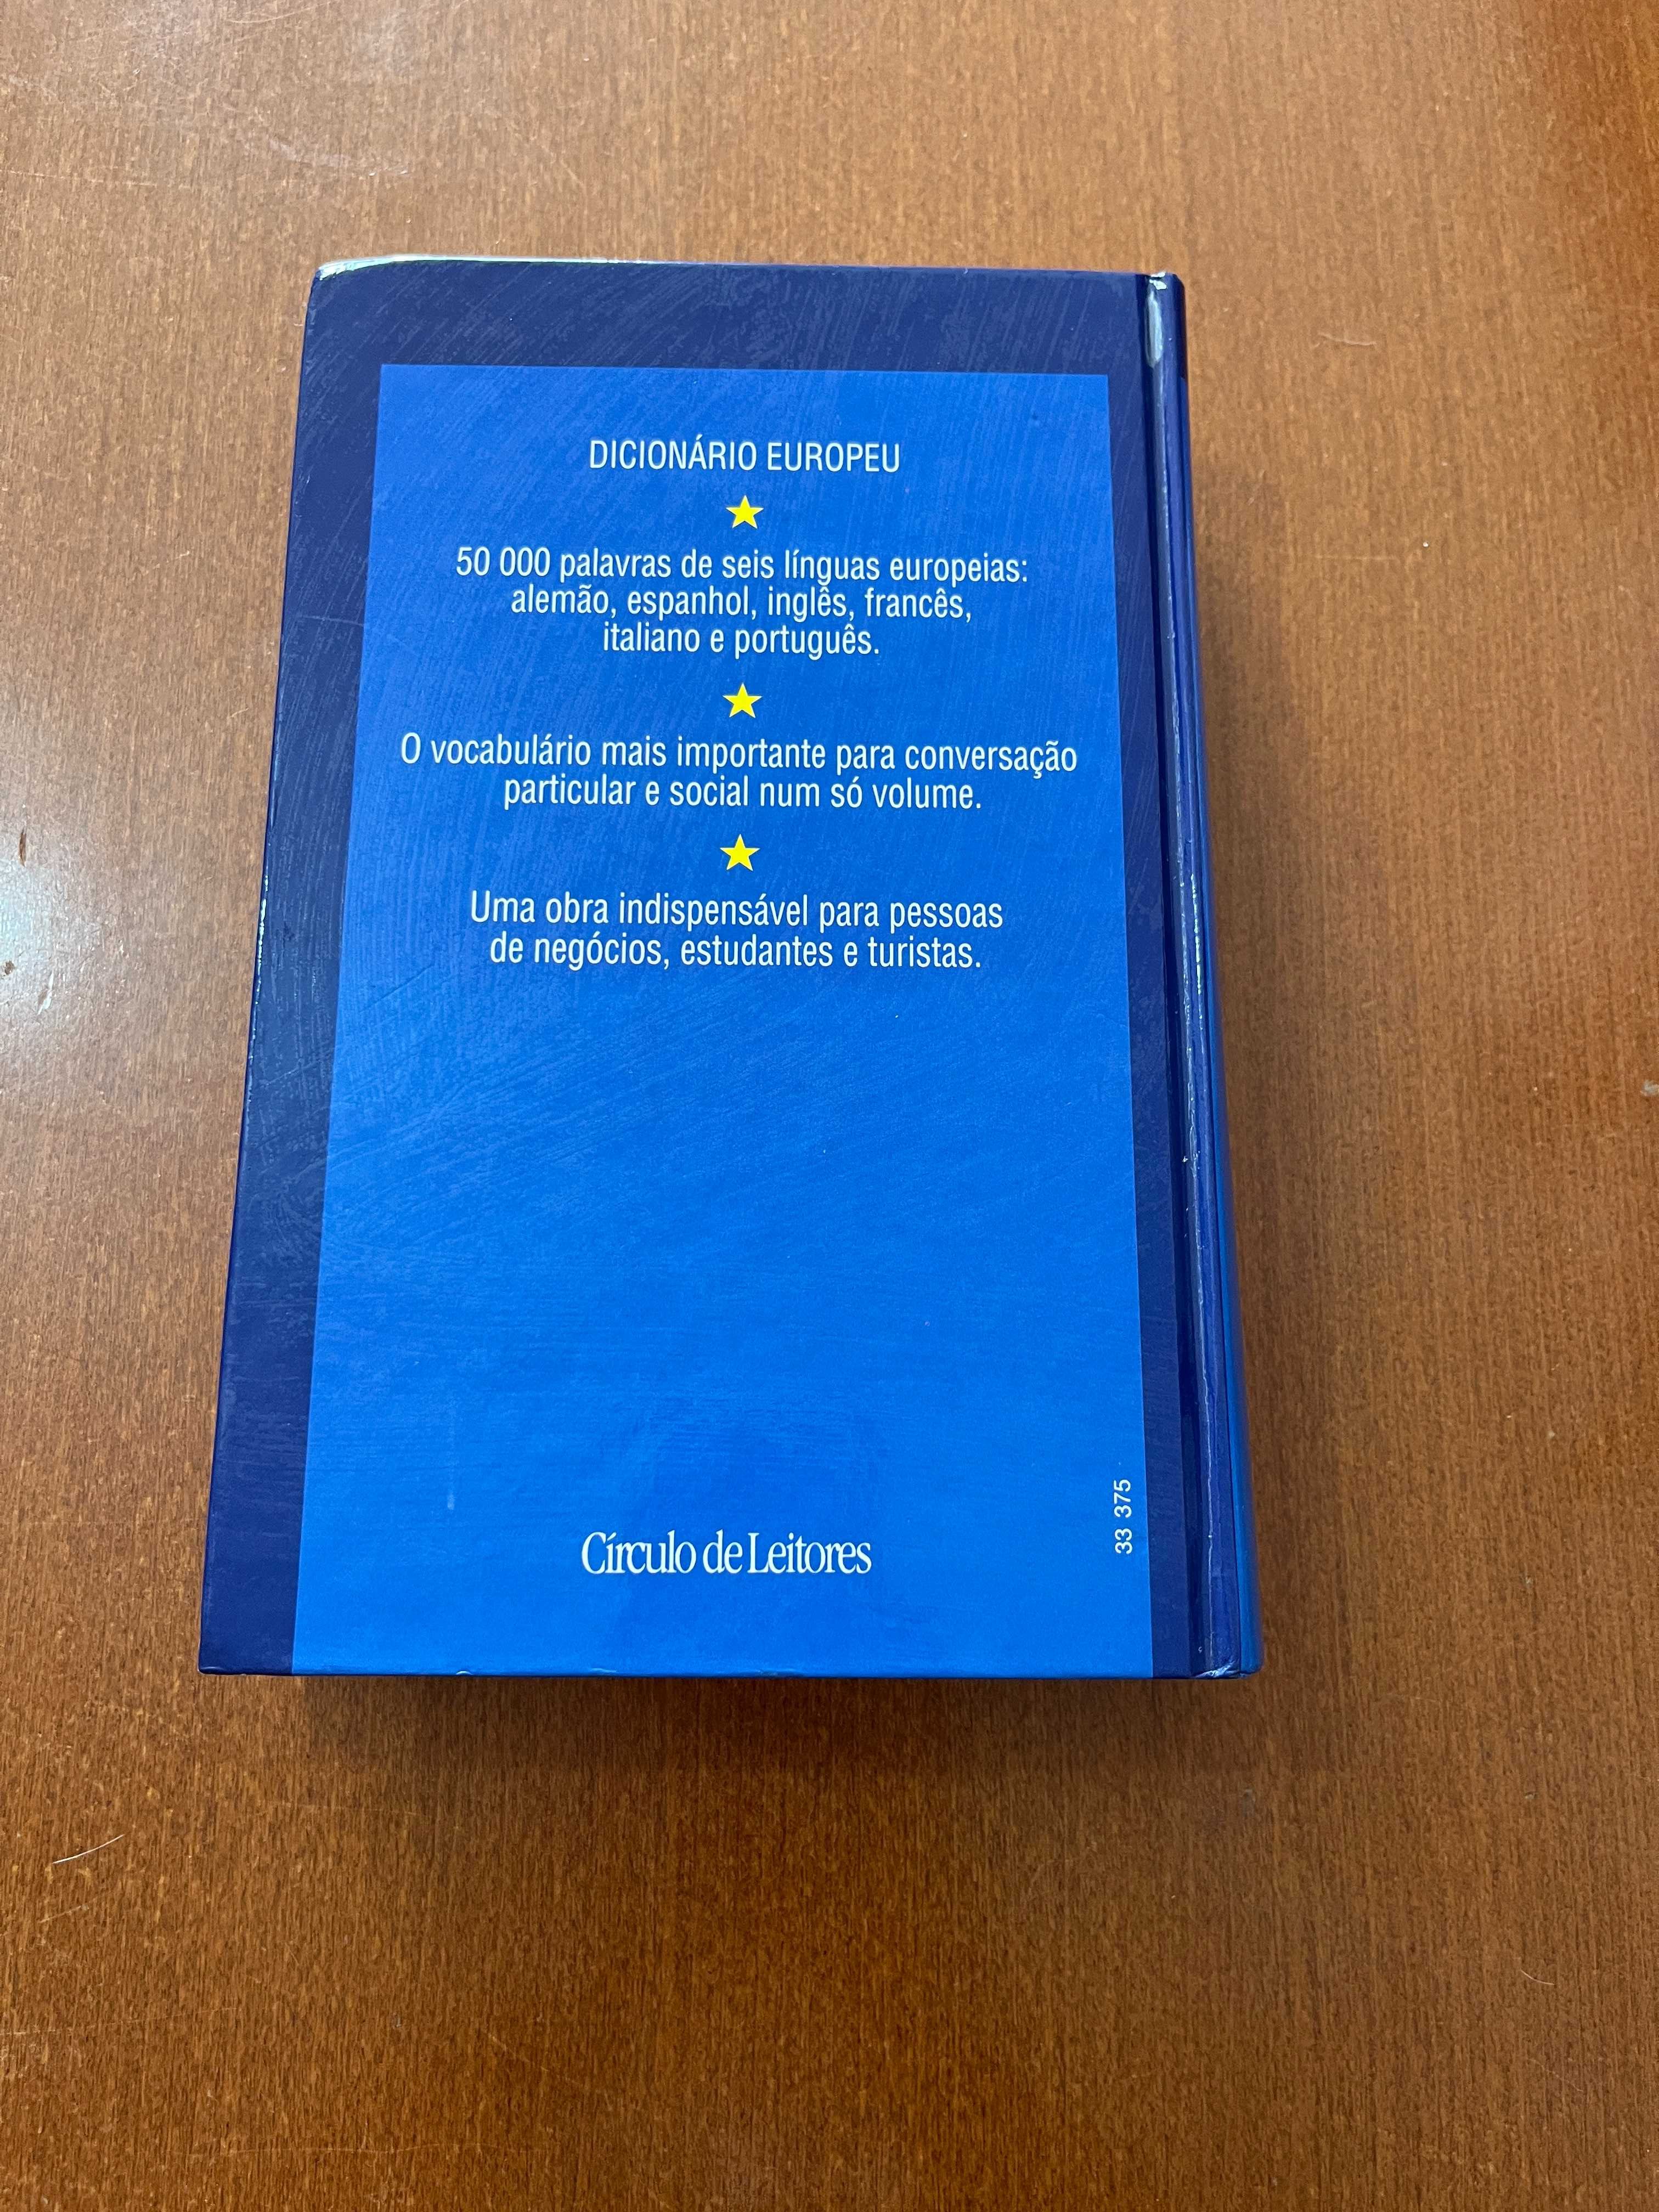 DICIONÁRIO EUROPEU
50 000 palavras de seis línguas europeias:
alemão, espanhol, inglês, francês,
italiano e português.
O vocabulário mais importante para conversação
particular e social num só volume.
Uma obra indispensável para pessoas
de negócios, estudantes e turistas.
Círculo de Leitores
33 375